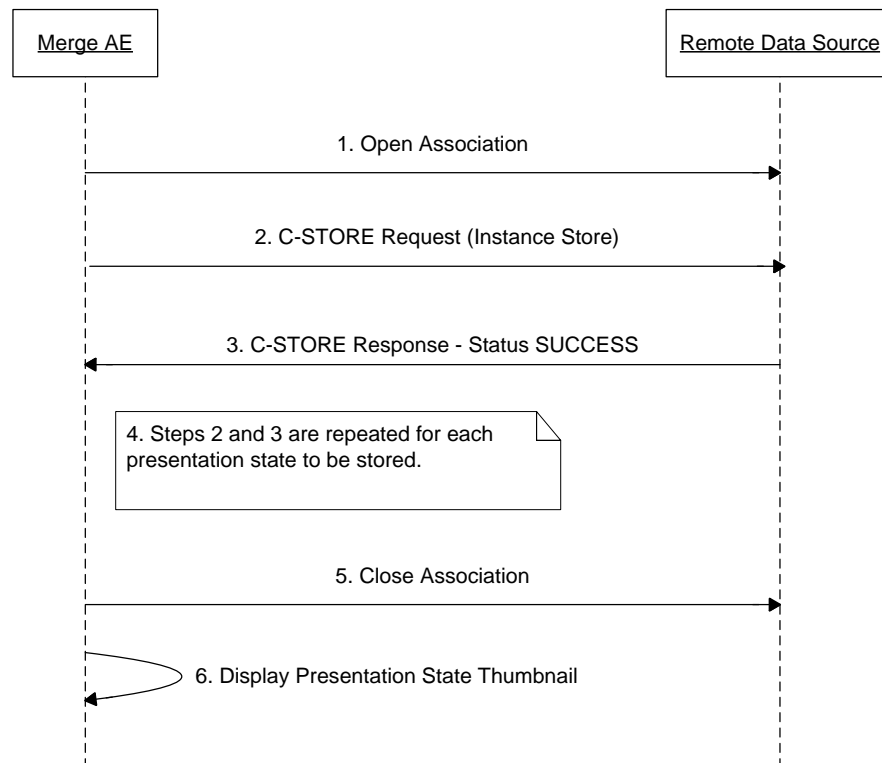 Merge AE
Remote Data Source
1. Open Association
2. C-STORE Request (Instance Store)
3. C-STORE Response - Status SUCCESS
4. Steps 2 and 3 are repeated for each
presentation state to be stored.
5. Close Association
6. Display Presentation State Thumbnail